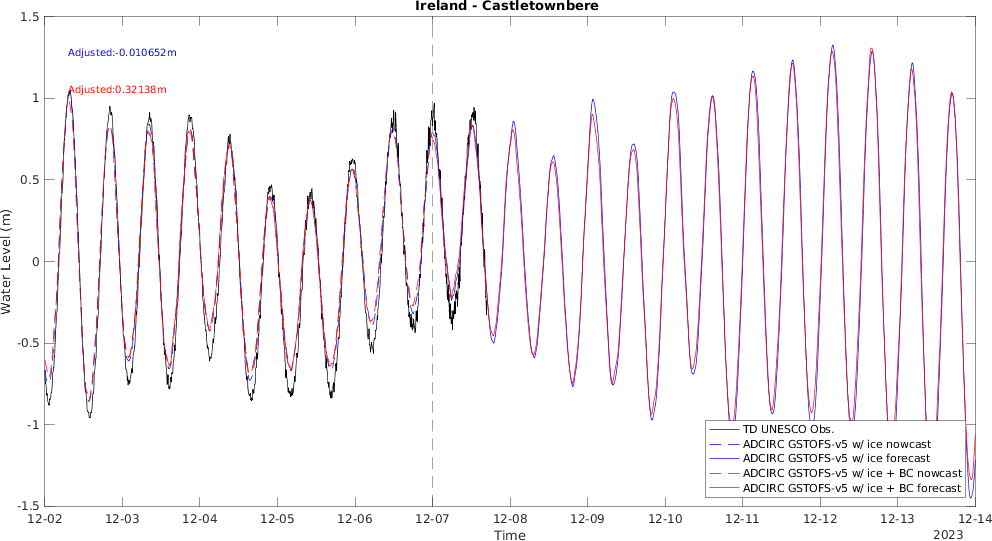 Ireland - Castletownbere
1.5
Adjusted:-0.010652m
Adjusted:0.32138m
1
0.5
0
-0.5
-1
-1.5
Water Level (m)
TD UNESCO Obs.
ADCIRC GSTOFS-v5 w/ ice nowcast
ADCIRC GSTOFS-v5 w/ ice forecast
ADCIRC GSTOFS-v5 w/ ice + BC nowcast
ADCIRC GSTOFS-v5 w/ ice + BC forecast
12-02 12-03 12-04 12-05 12-06 12-07 12-08 12-09 12-10 12-11 12-12 12-13 12-14
Time
2023